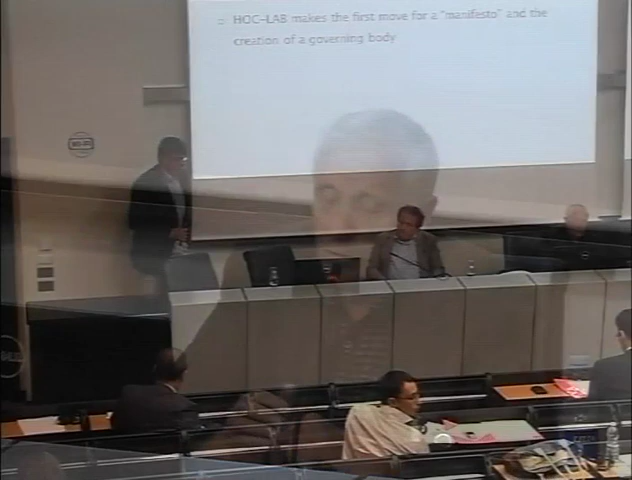 HOC-LAB makes the first move for a "manifesto" and the
creation of a governing body